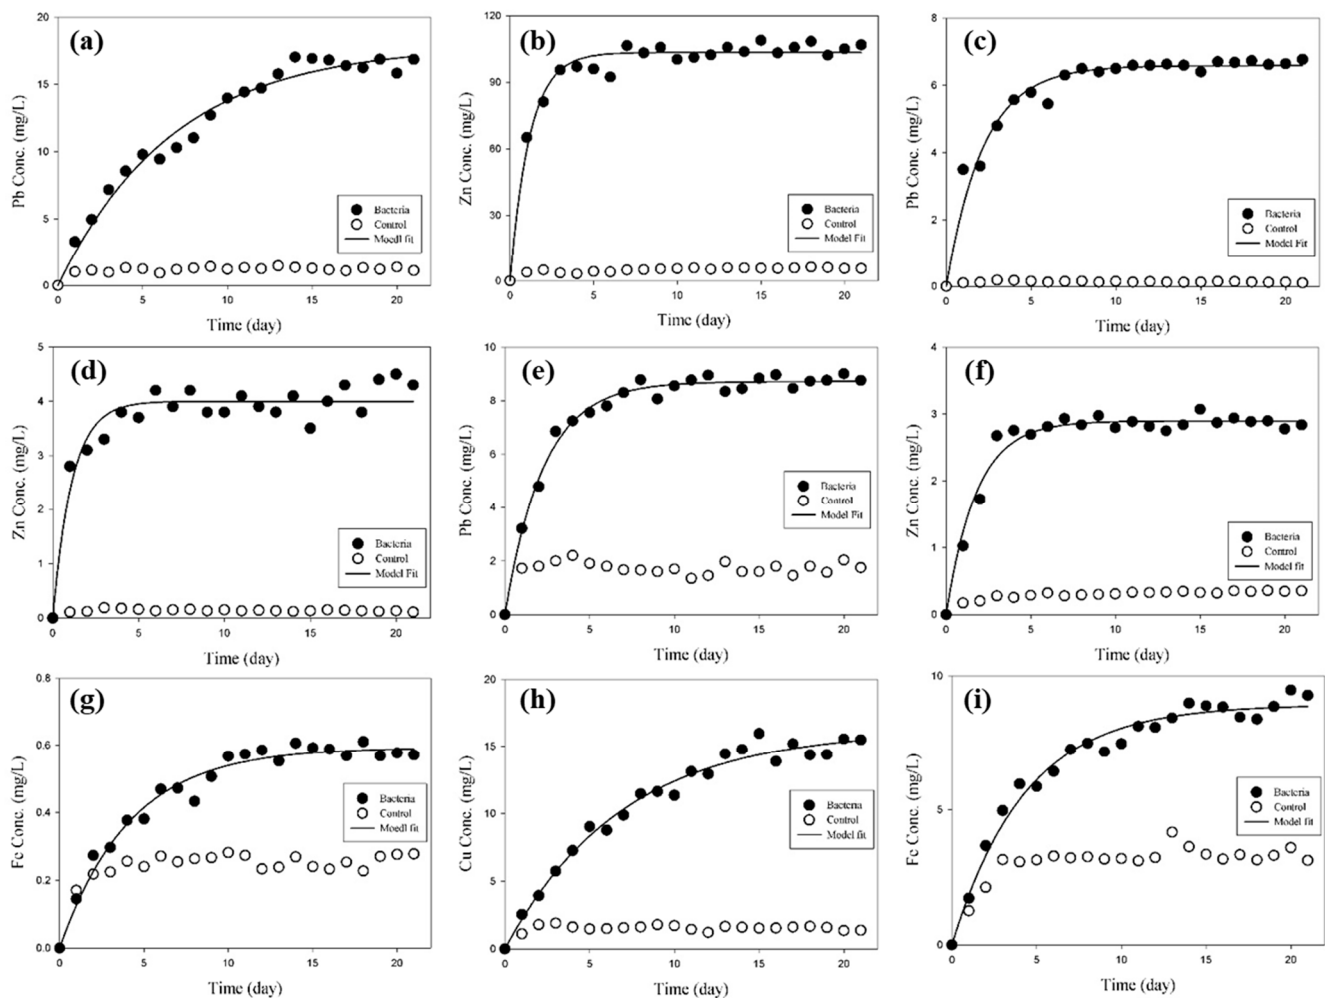 (a)
20
15
10
5
0
Pb Conc. (mg/L)
Bacteria
Control
Moedl fit
0 5 10 15 20
Time (day)
(b)
120
90
60
30
0
Zn Conc. (mg/L)
Bacteria
Control
Model Fit
0 5 10 15 20
Time (day)
(c)
8
6
4
2
0
Pb Conc. (mg/L)
Bacteria
Control
Model Fit
0 5 10 15 20
Time (day)
(d)
5
4
3
2
1
0
Zn Conc. (mg/L)
Bacteria
Control
Model Fit
0 5 10 15 20
Time (day)
(e)
10
8
6
4
2
0
Pb Conc. (mg/L)
Bacteria
Control
Model Fit
0 5 10 15 20
Time (day)
(f)
4
3
2
1
0
Zn Conc. (mg/L)
Bacteria
Control
Model fit
0 5 10 15 20
Time (day)
(g)
0.8
0.6
0.4
0.2
0.0
Fe Conc. (mg/L)
Bacteria
Control
Moedl fit
0 5 10 15 20
Time (day)
(h)
20
15
10
5
0
Cu Conc. (mg/L)
Bacteria
Control
Model fit
0 5 10 15 20
Time (day)
(i)
10
5
0
Fe Conc. (mg/L)
Bacteria
Control
Model fit
0 5 10 15 20
Time (day)